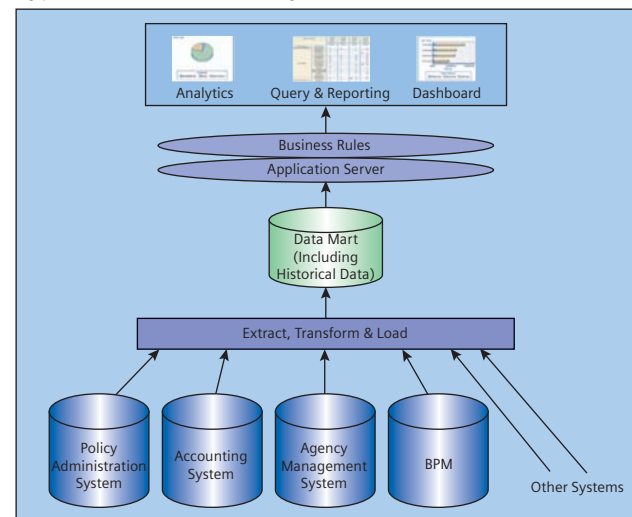 Analytics
Query & Reporting
Dashboard
Business Rules
Application Server
Data Mart
(Including
Historical Data)
Extract, Transform & Load
Policy
Administration
System
Accounting
System
Agency
Management
System
BPM
Other Systems